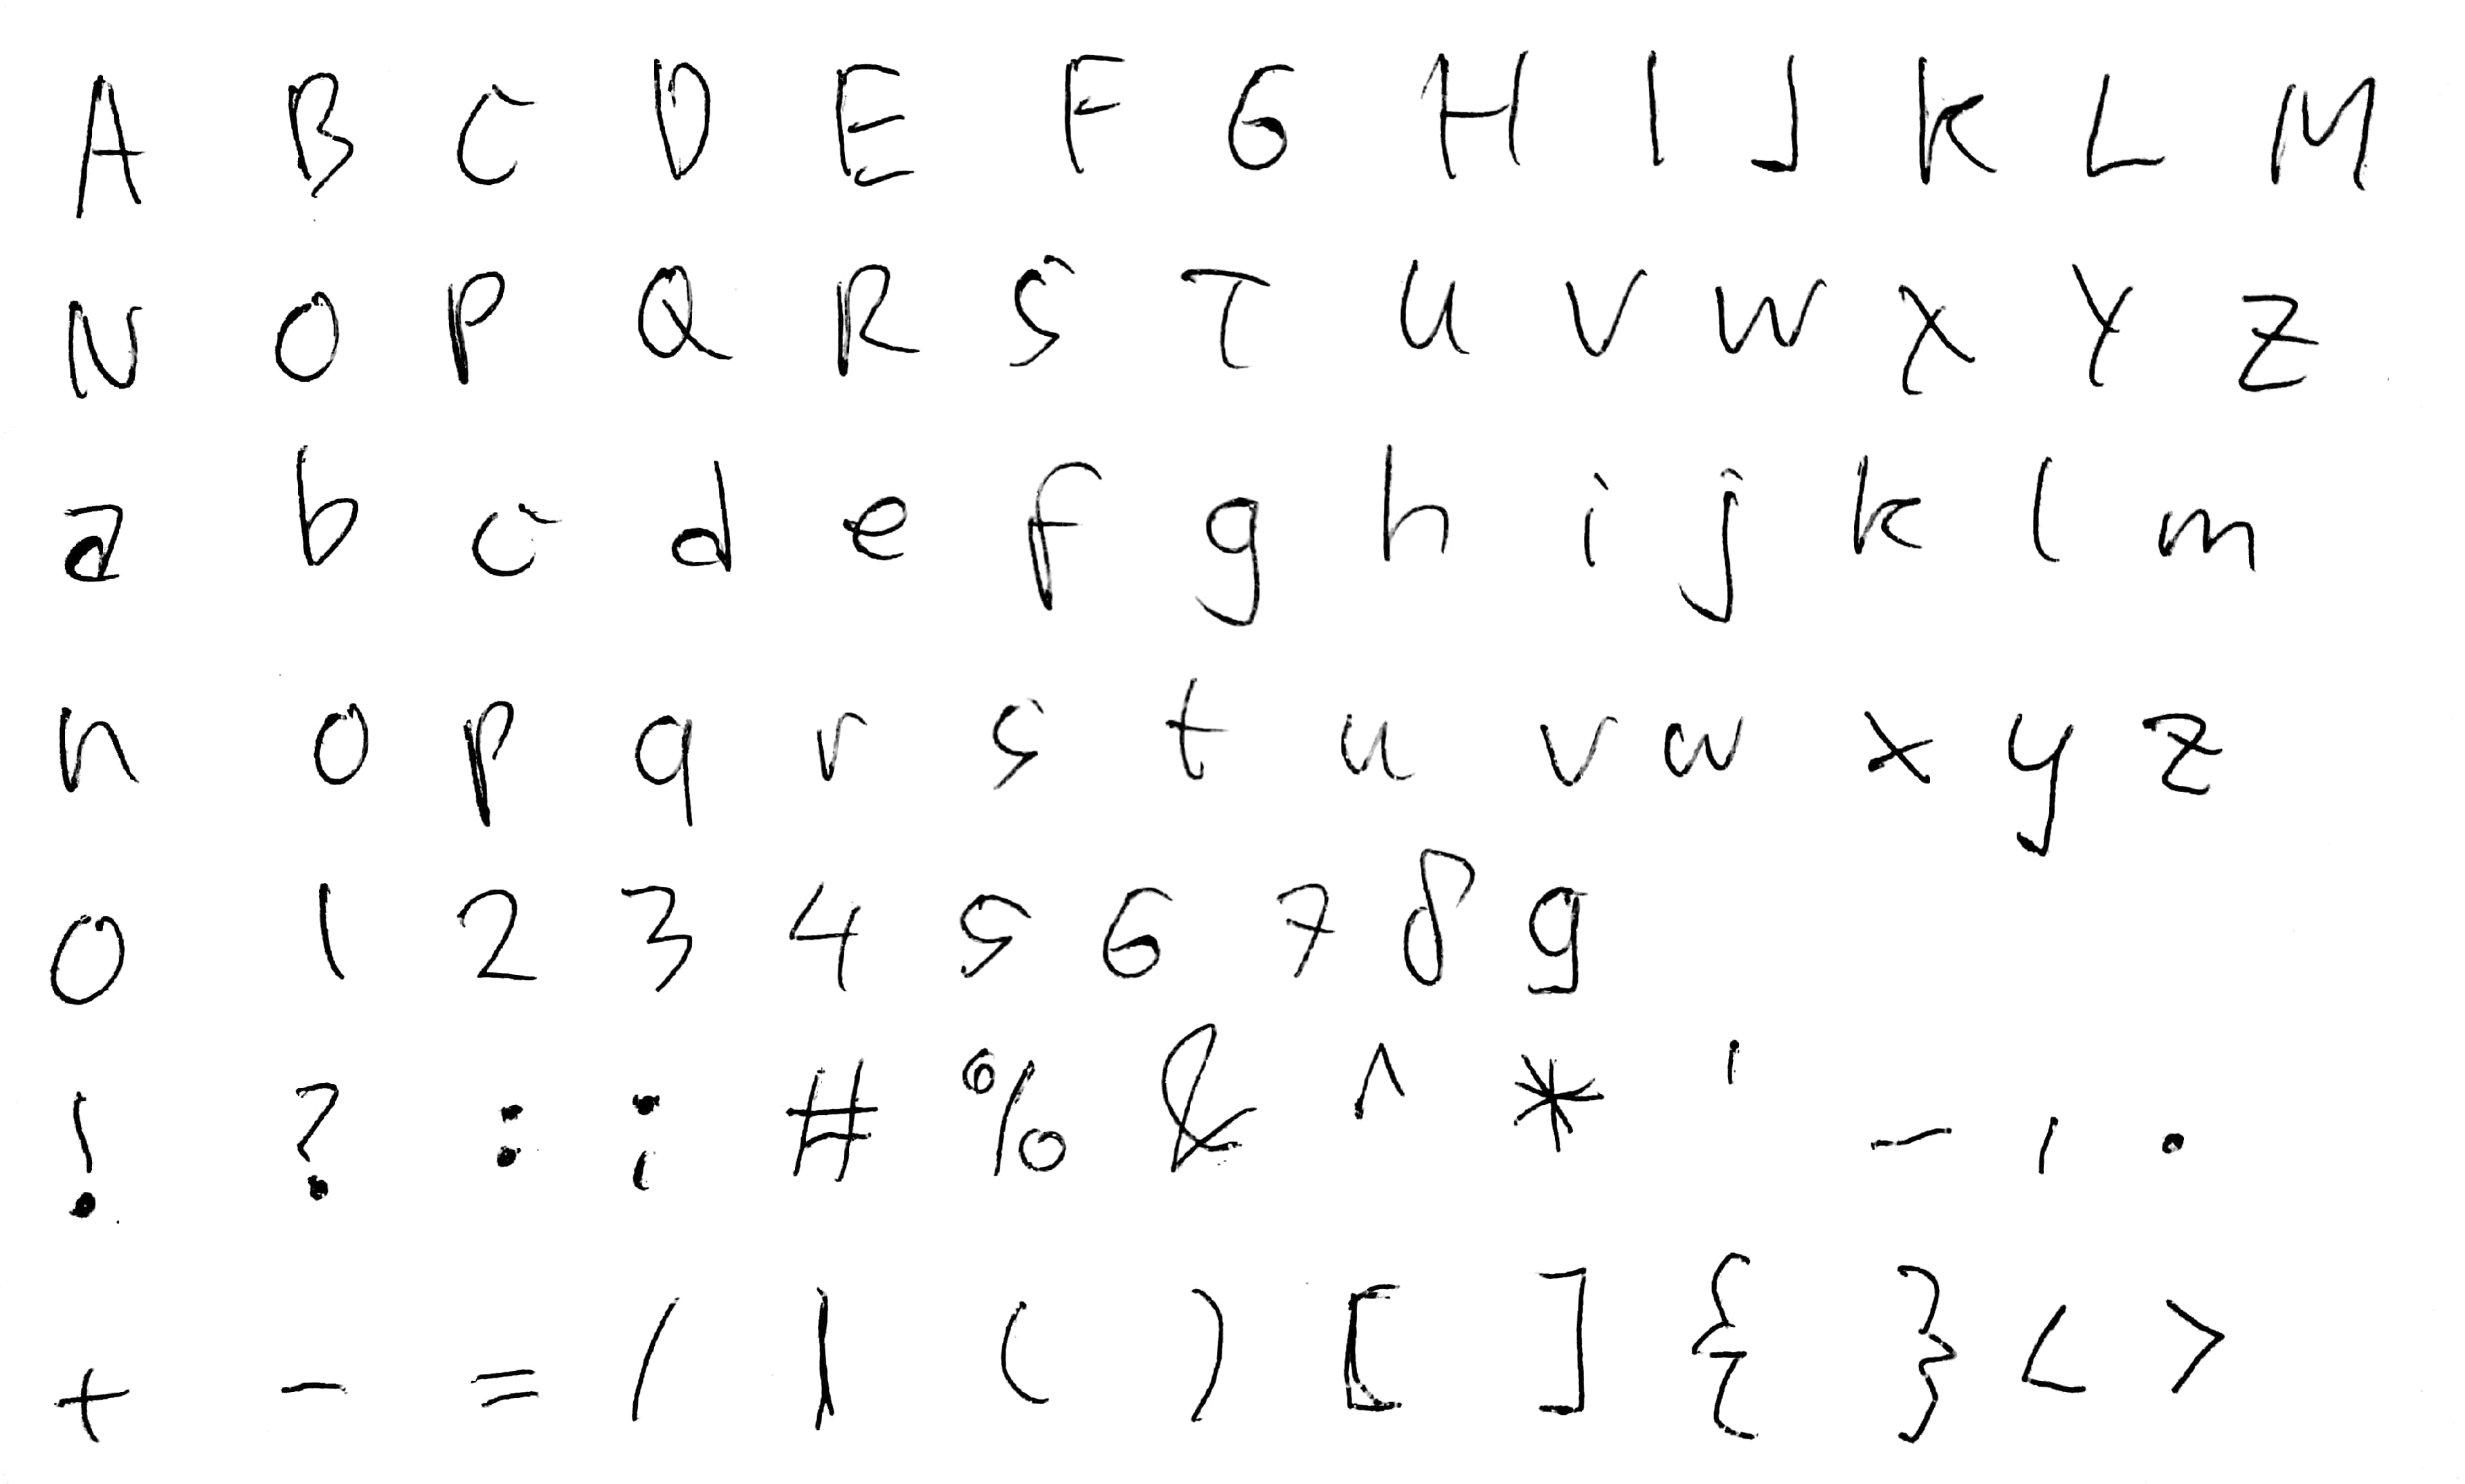 A B C D E F G H I J K L M
N O P Q R S T U V W X Y Z
a b c d e f g h i j k l m
n o p q r s t u v w x y z
0 1 2 3 4 5 6 7 8 9
! ? : ; # % & ^ * ' - , .
+ - = / | ( ) [ ] { } < >